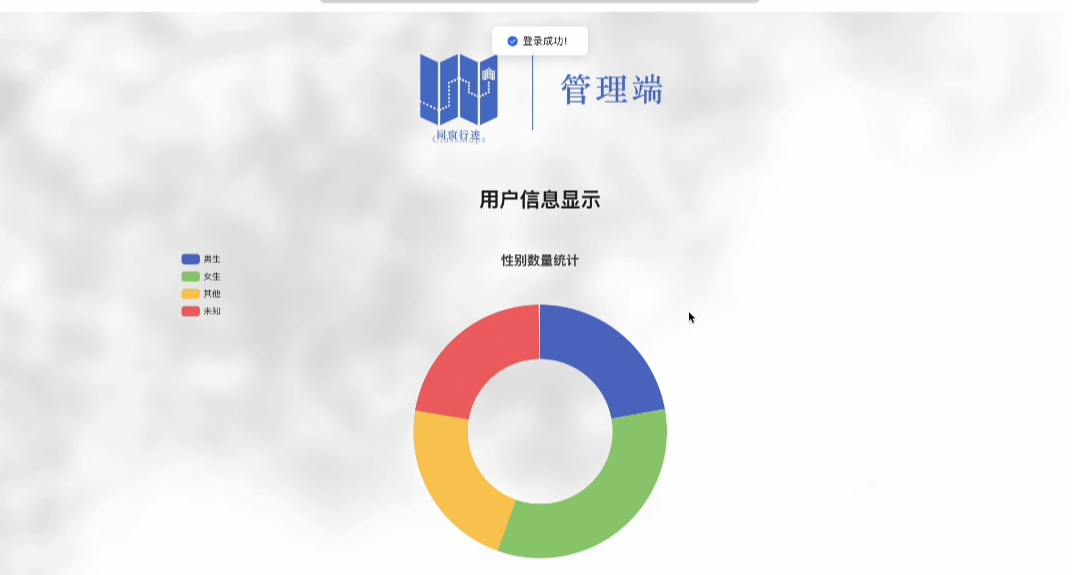 登录成功!
管理端
同窗行迹
ClassMaps
用户信息显示
性别数量统计
男生
女生
其他
未知